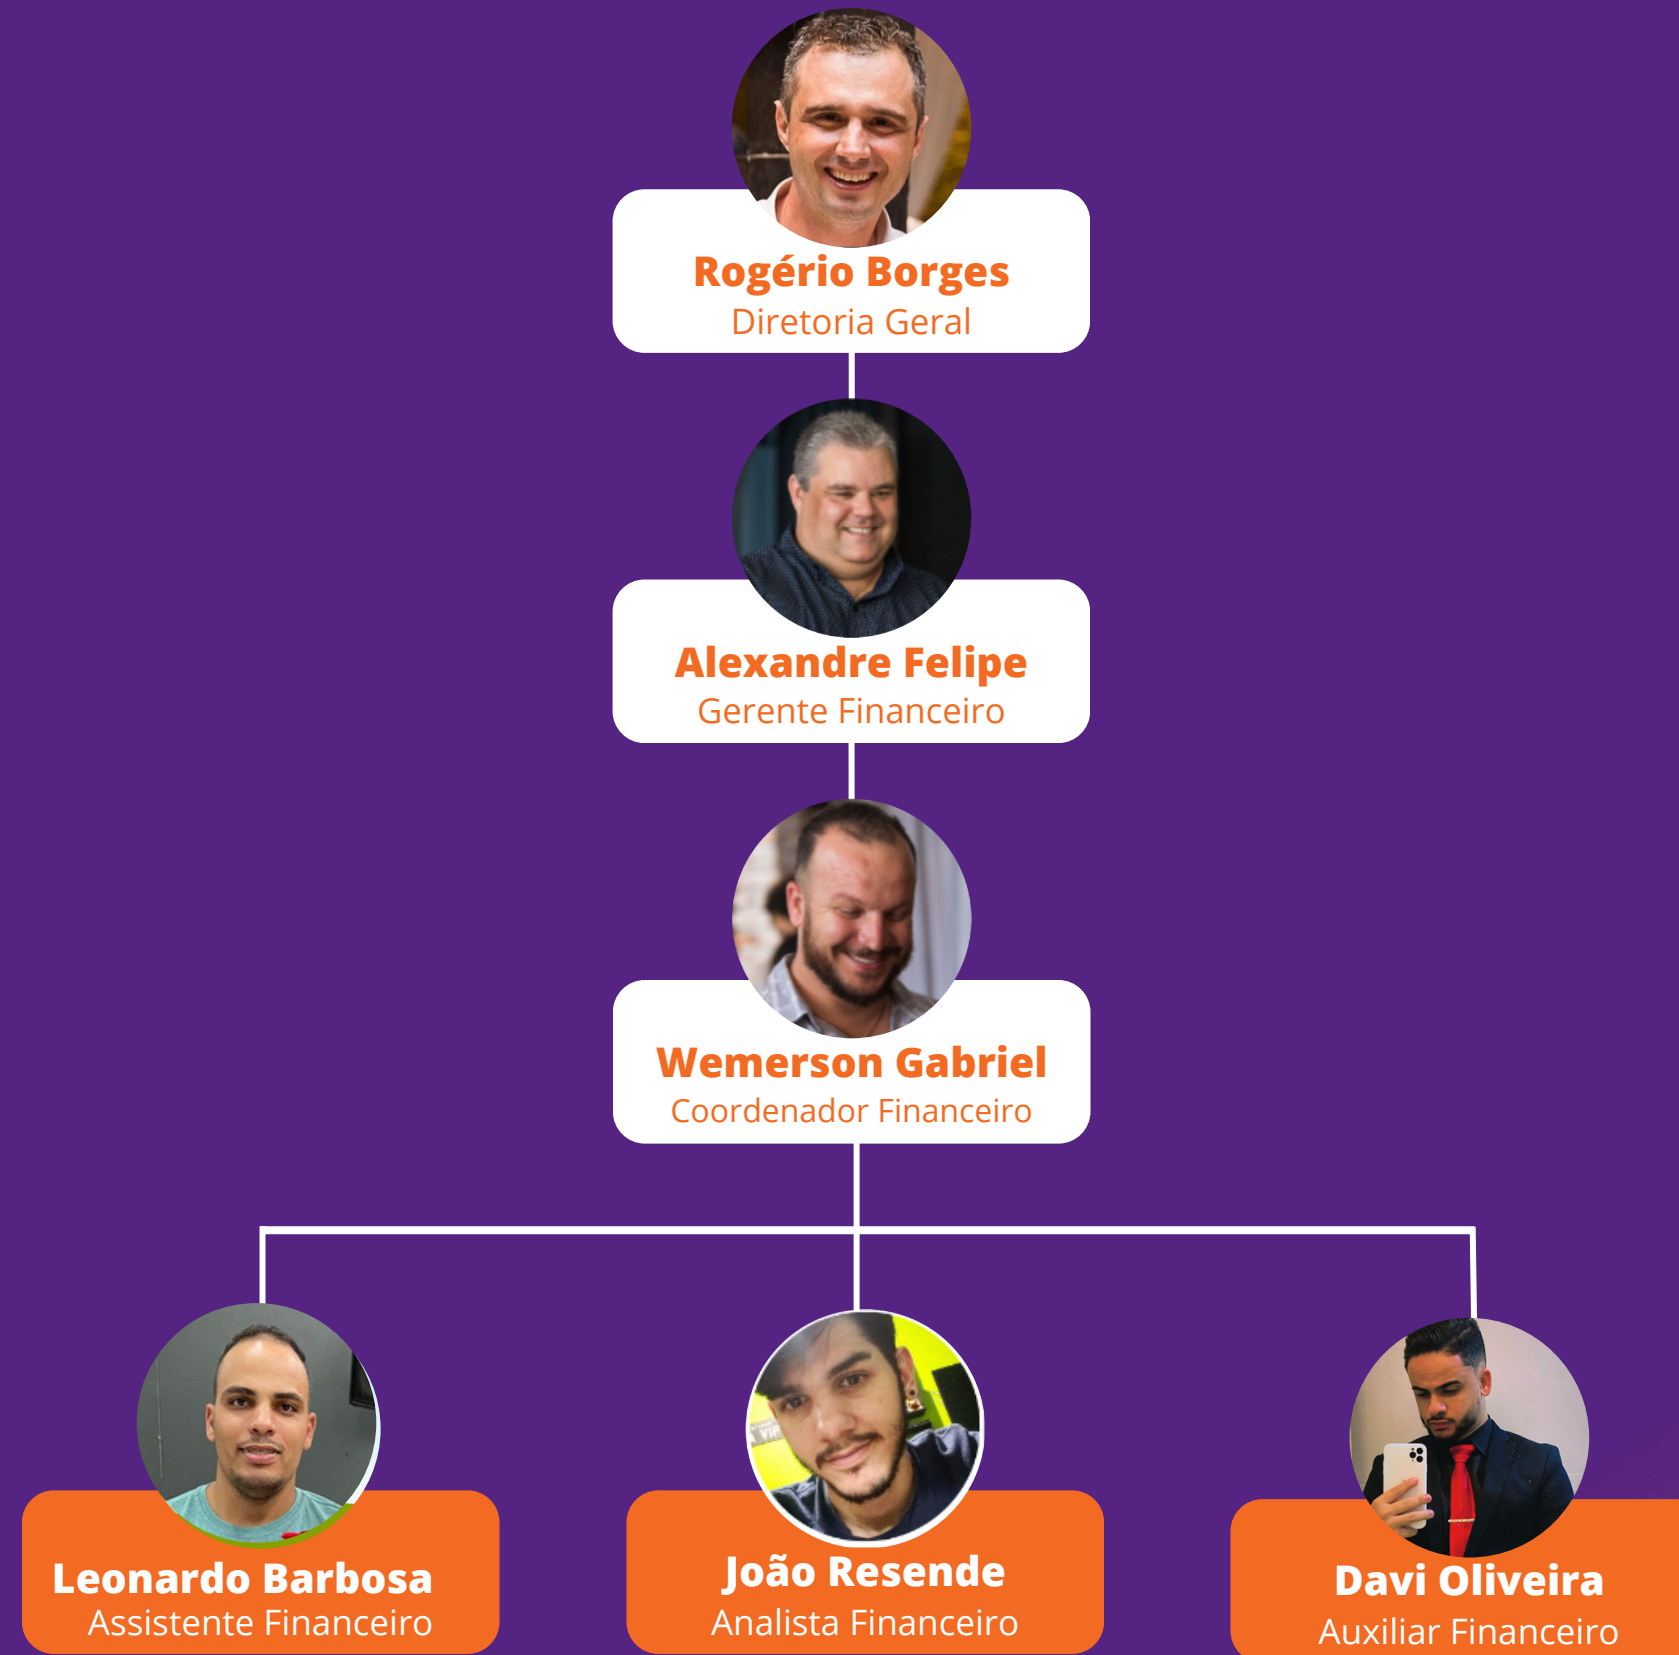 Rogério Borges
Diretoria Geral
Alexandre Felipe
Gerente Financeiro
Wemerson Gabriel
Coordenador Financeiro
VIP
Leonardo Barbosa
Assistente Financeiro
João Resende
Analista Financeiro
Davi Oliveira
Auxiliar Financeiro